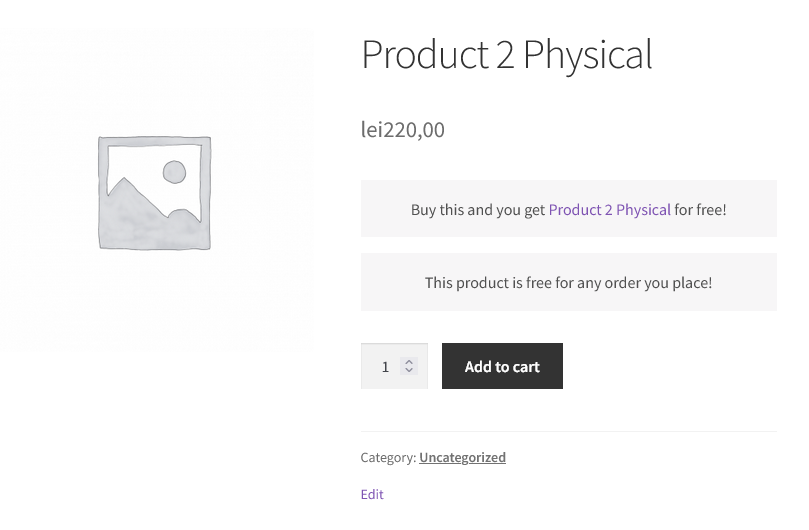 Product 2 Physical
lei220,00
Buy this and you get Product 2 Physical for free!
This product is free for any order you place!
1
Add to cart
Category: Uncategorized
Edit